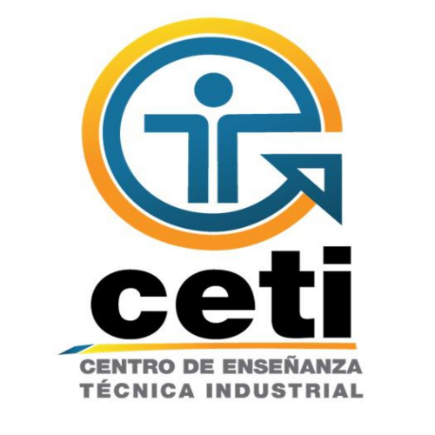 ceti
CENTRO DE ENSEÑANZA
TÉCNICA INDUSTRIAL